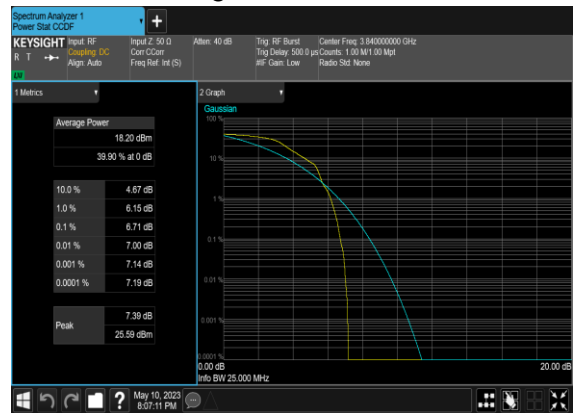 Spectrum Analyzer 1
Power Stat CCDF
KEYSIGHT
R T
LW
Input: RF
Coupling: DC
Align: Auto
Input Z: 50 Ω
Corr CCorr
Freq Ref: Int (S)
Atten: 40 dB
Trig: RF Burst
Trig Delay: 500.0 µs
#IF Gain: Low
Center Freq: 3.840000000 GHz
Counts: 1.00 M/1.00 Mpt
Radio Std: None
1 Metrics
Average Power
18.20 dBm
39.90 % at 0 dB
10.0 % 4.67 dB
1.0 % 6.15 dB
0.1 % 6.71 dB
0.01 % 7.00 dB
0.001 % 7.14 dB
0.0001 % 7.19 dB
Peak
7.39 dB
25.59 dBm
2 Graph
Gaussian
100 %
10 %
1 %
0.1 %
0.01 %
0.001 %
0.0001 %
0.00 dB
20.00 dB
Info BW 25.000 MHz
?
May 10, 2023
8:07:11 PM